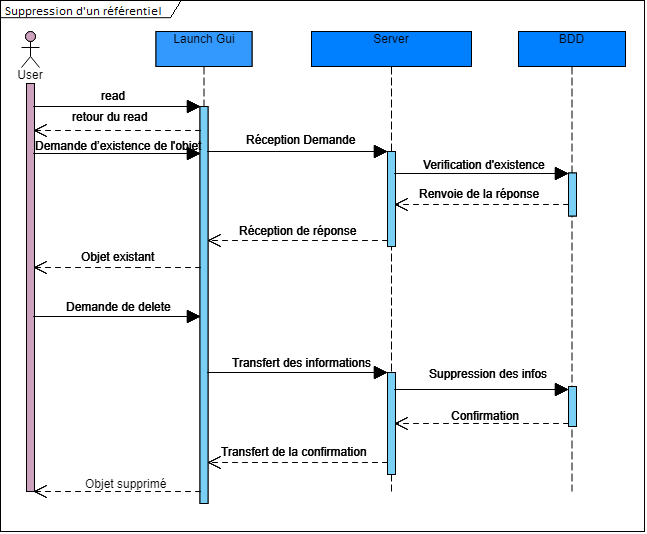 Suppression d'un référentiel
Launch Gui
Server
BDD
User
read
retour du read
Demande d'existence de l'objet
Réception Demande
Verification d'existence
Renvoie de la réponse
Réception de réponse
Objet existant
Demande de delete
Transfert des informations
Suppression des infos
Confirmation
Transfert de la confirmation
Objet supprimé